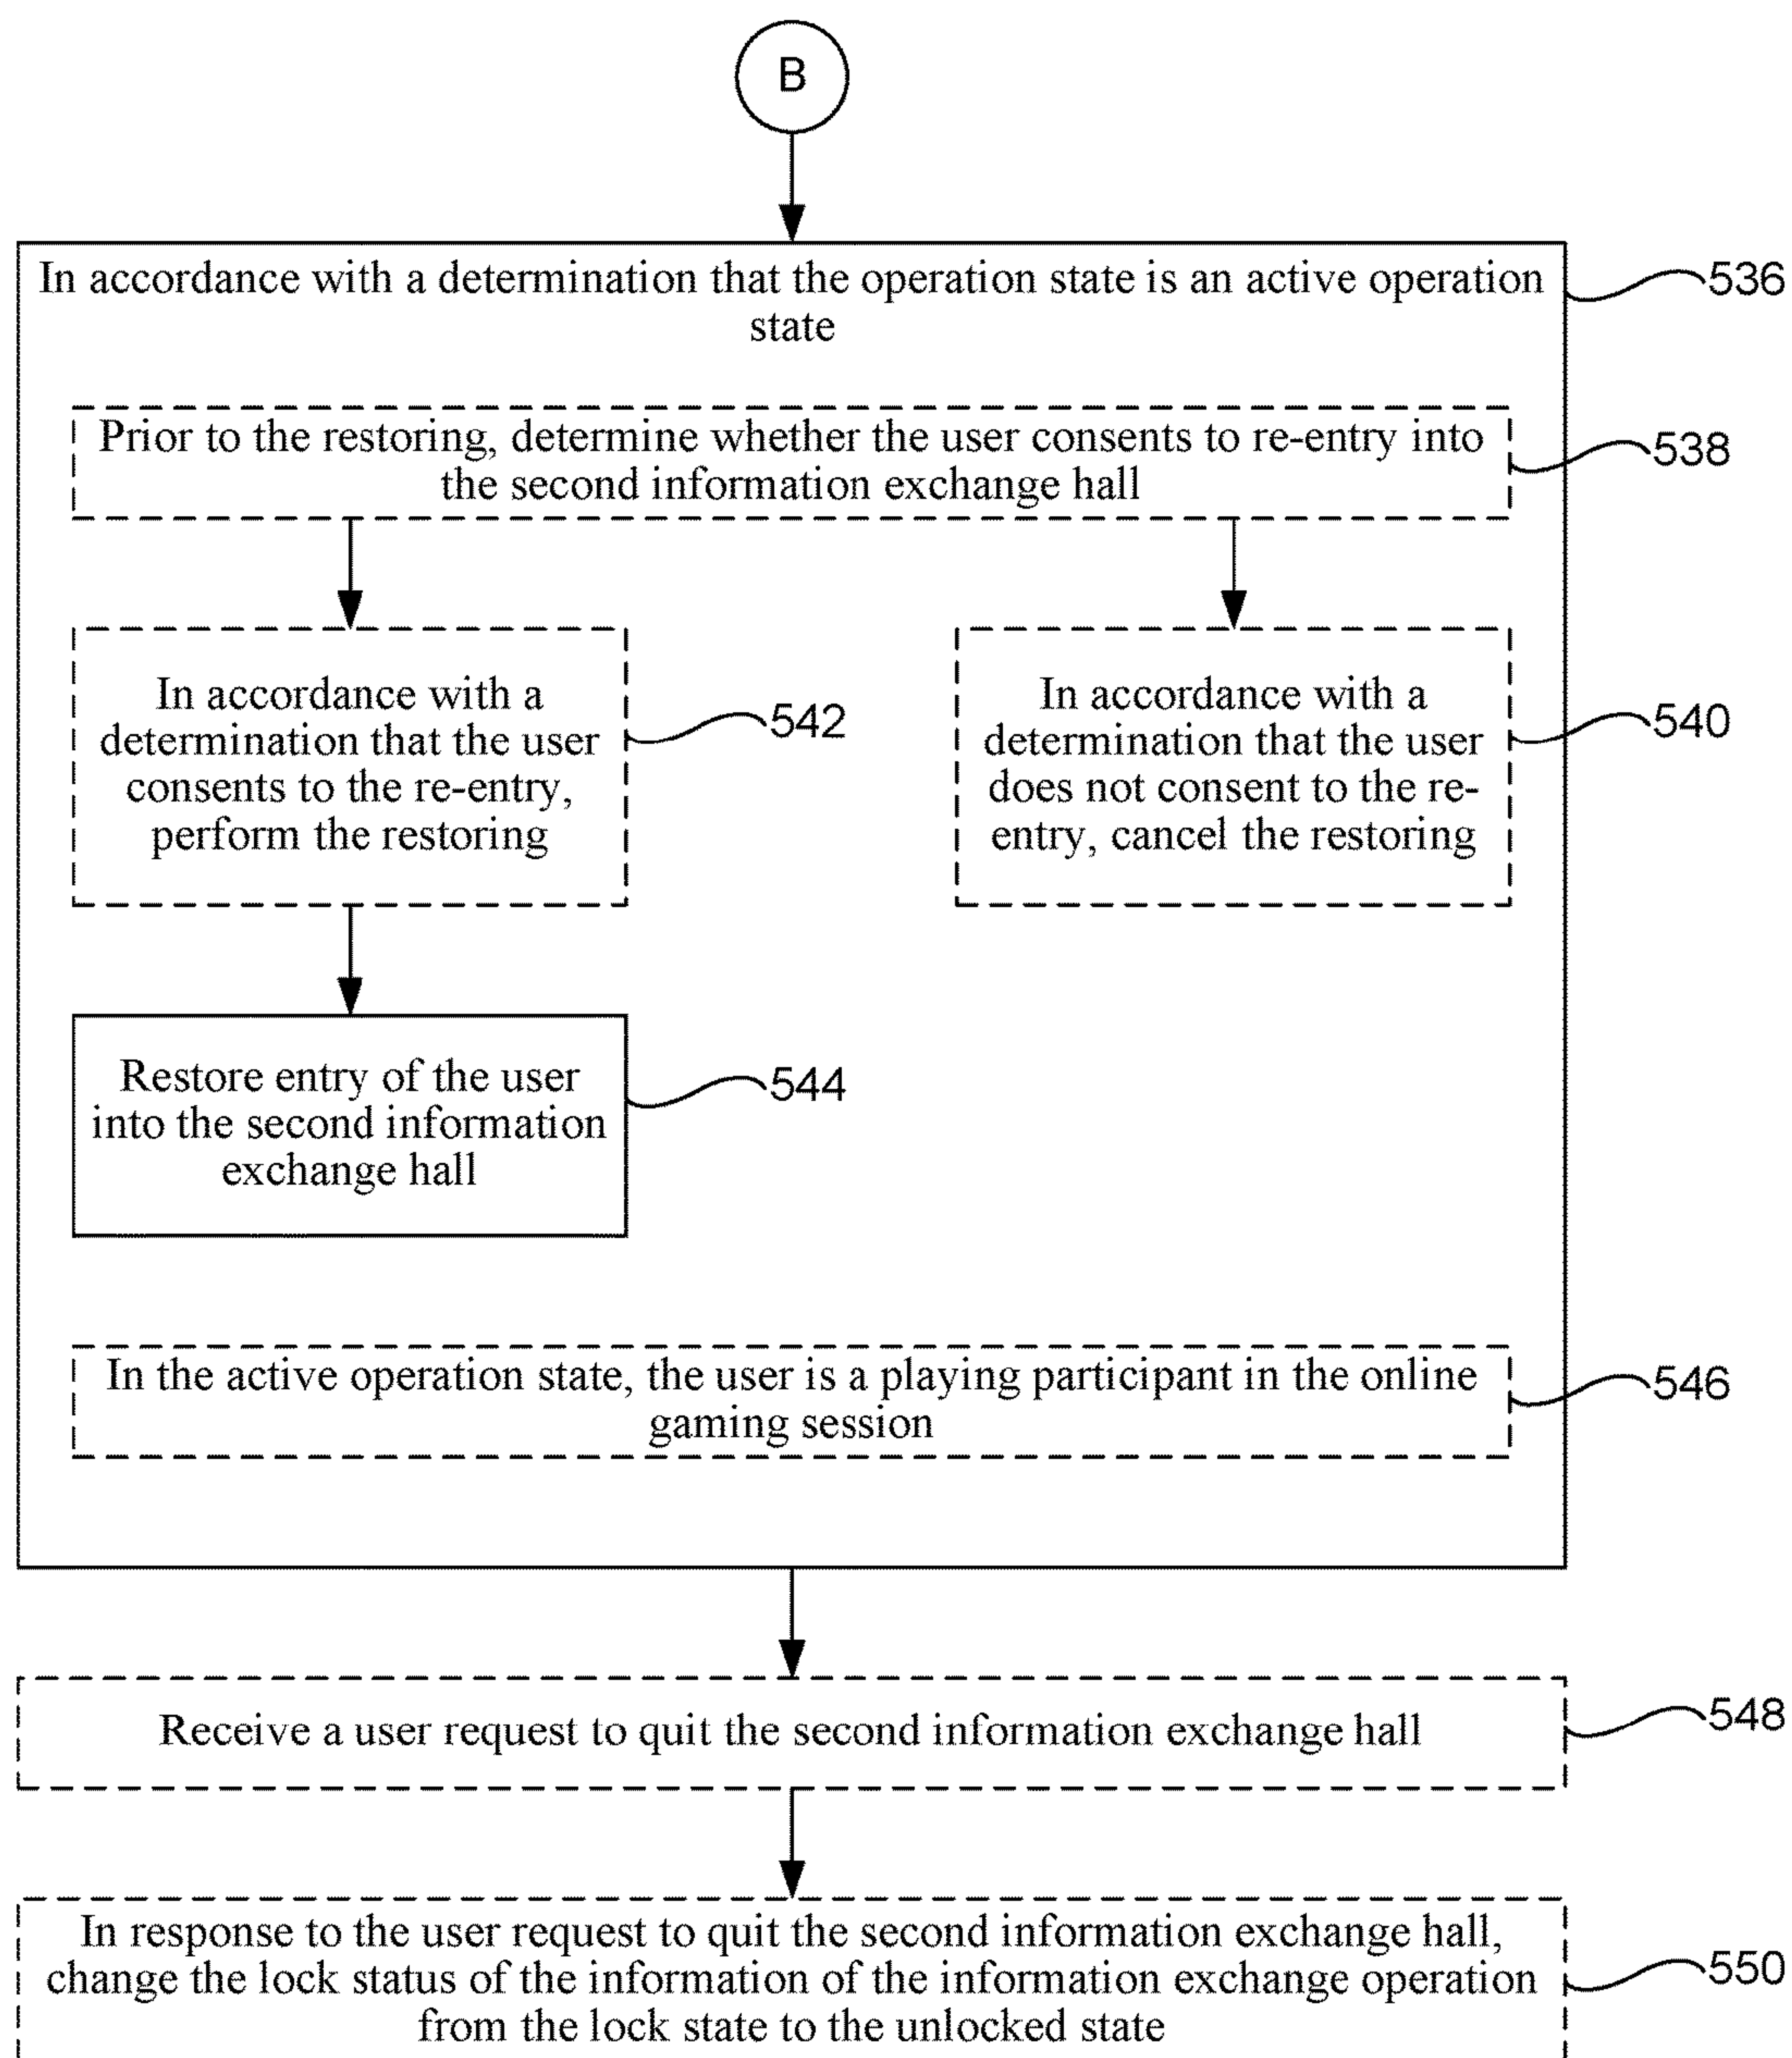 B
In accordance with a determination that the operation state is an active operation
state
536
Prior to the restoring, determine whether the user consents to re-entry into
the second information exchange hall
538
In accordance with a
determination that the user
consents to the re-entry,
perform the restoring
542
In accordance with a
determination that the user
does not consent to the re-
entry, cancel the restoring
540
Restore entry of the user
into the second information
exchange hall
544
In the active operation state, the user is a playing participant in the online
gaming session
546
Receive a user request to quit the second information exchange hall
548
In response to the user request to quit the second information exchange hall,
change the lock status of the information of the information exchange operation
from the lock state to the unlocked state
550